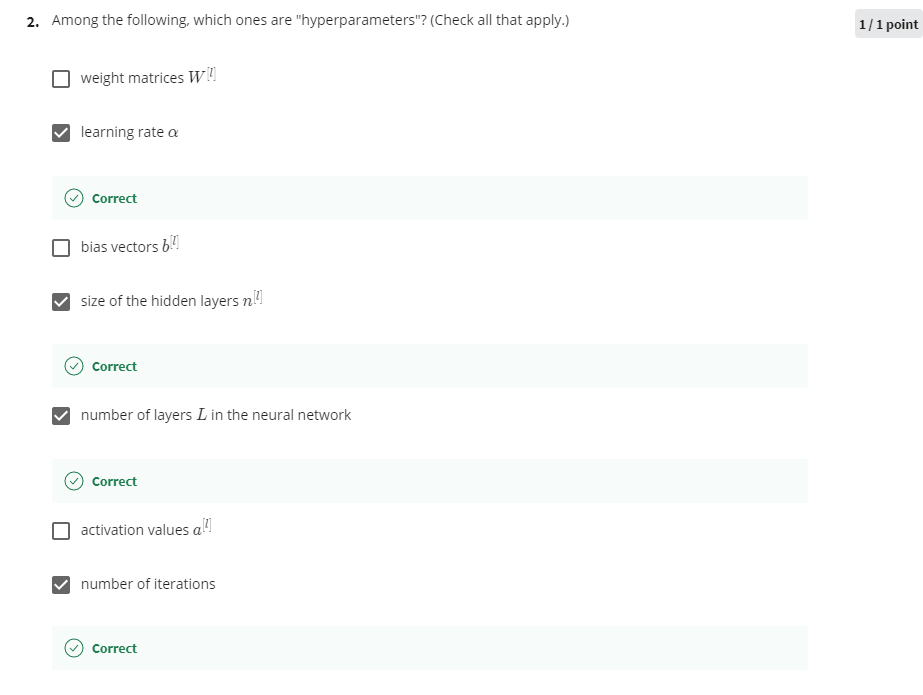 2. Among the following, which ones are "hyperparameters"? (Check all that apply.)
1 / 1 point
weight matrices W^[l]
learning rate α
Correct
bias vectors b^[l]
size of the hidden layers n^[l]
Correct
number of layers L in the neural network
Correct
activation values a^[l]
number of iterations
Correct